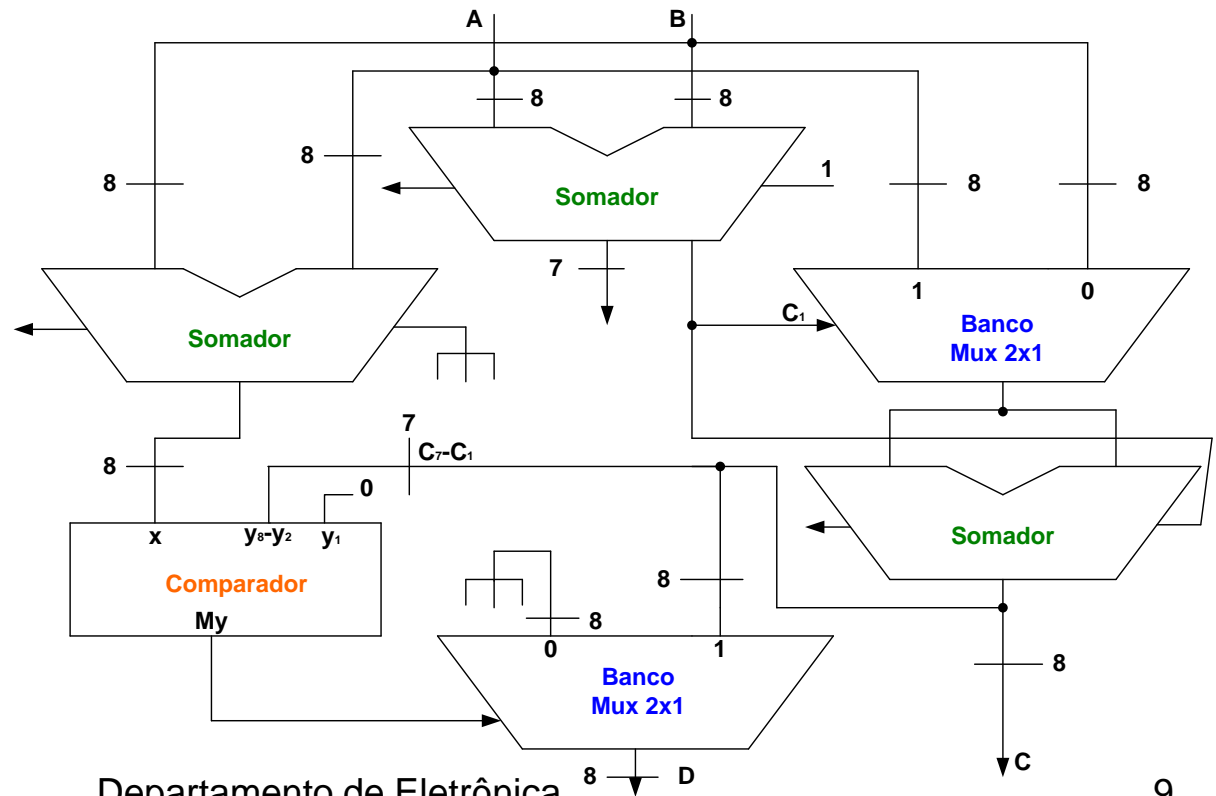 A B
8 8
8
8 1 8 8
Somador
7
1 0
C₁
Somador Banco
Mux 2x1
7
8 C₇-C₁
0
x y₈-y₂ y₁
Somador
Comparador 8
My 8
0 1 8
Banco
Mux 2x1
C
8 D
Departamento de Eletrônica 9